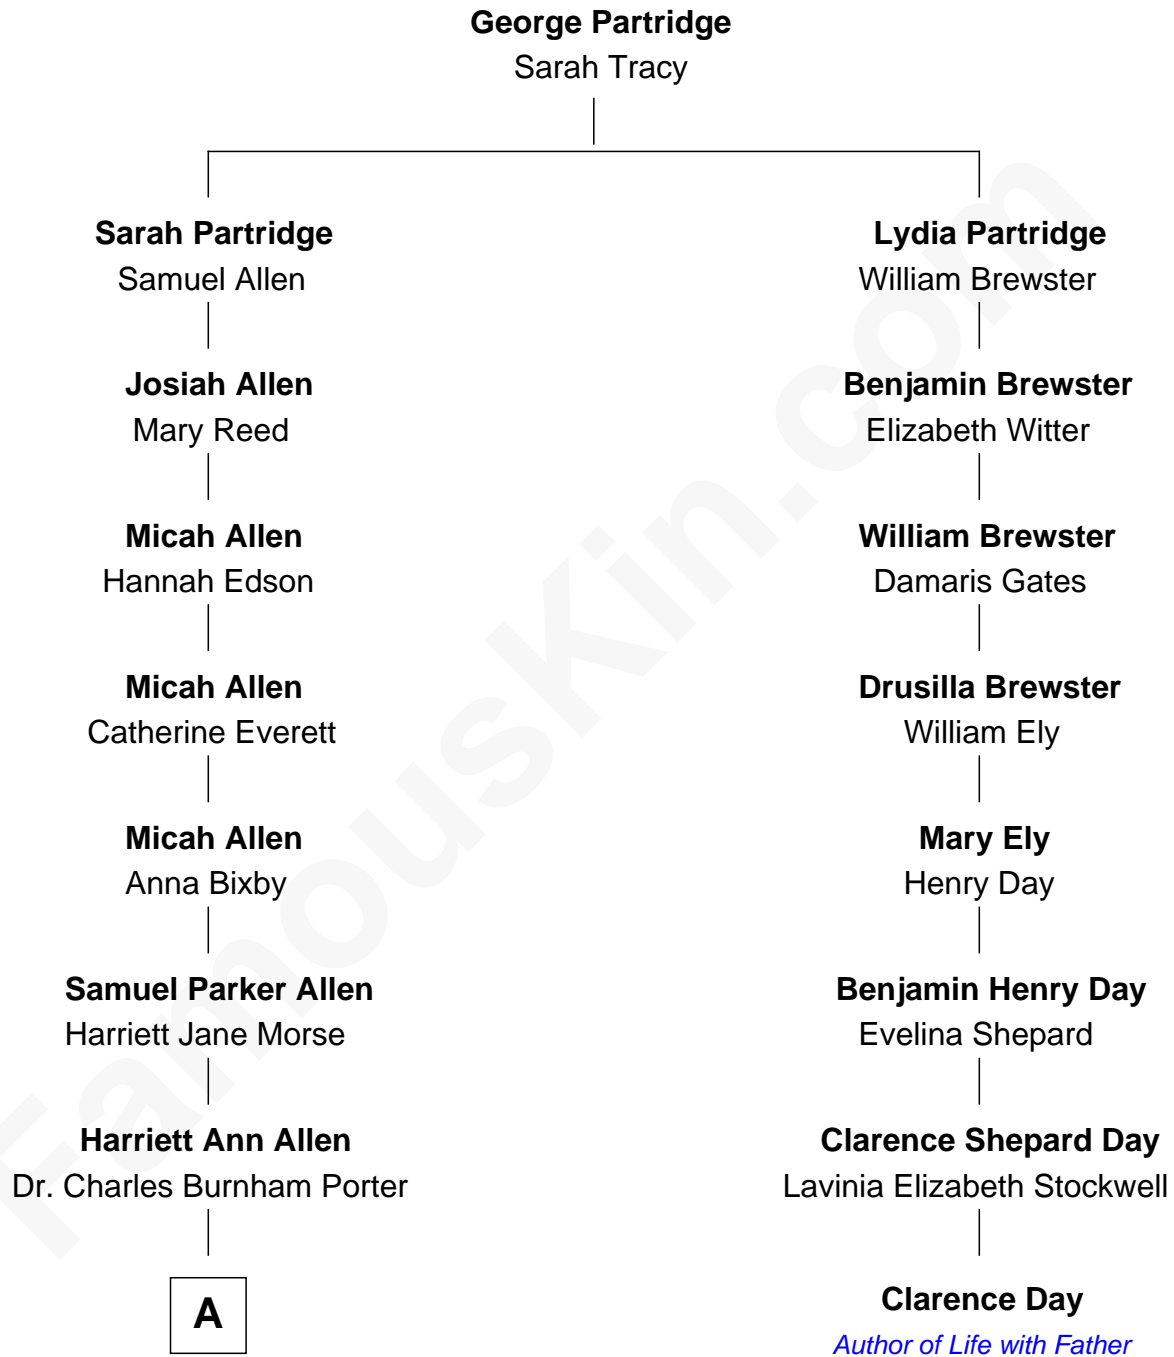 George Partridge
Sarah Tracy
Sarah Partridge
Samuel Allen
Lydia Partridge
William Brewster
Josiah Allen
Mary Reed
Benjamin Brewster
Elizabeth Witter
Micah Allen
Hannah Edson
William Brewster
Damaris Gates
Micah Allen
Catherine Everett
Drusilla Brewster
William Ely
Micah Allen
Anna Bixby
Mary Ely
Henry Day
Samuel Parker Allen
Harriett Jane Morse
Benjamin Henry Day
Evelina Shepard
Harriett Ann Allen
Dr. Charles Burnham Porter
Clarence Shepard Day
Lavinia Elizabeth Stockwell
A
Clarence Day
Author of Life with Father
FamousKin.com